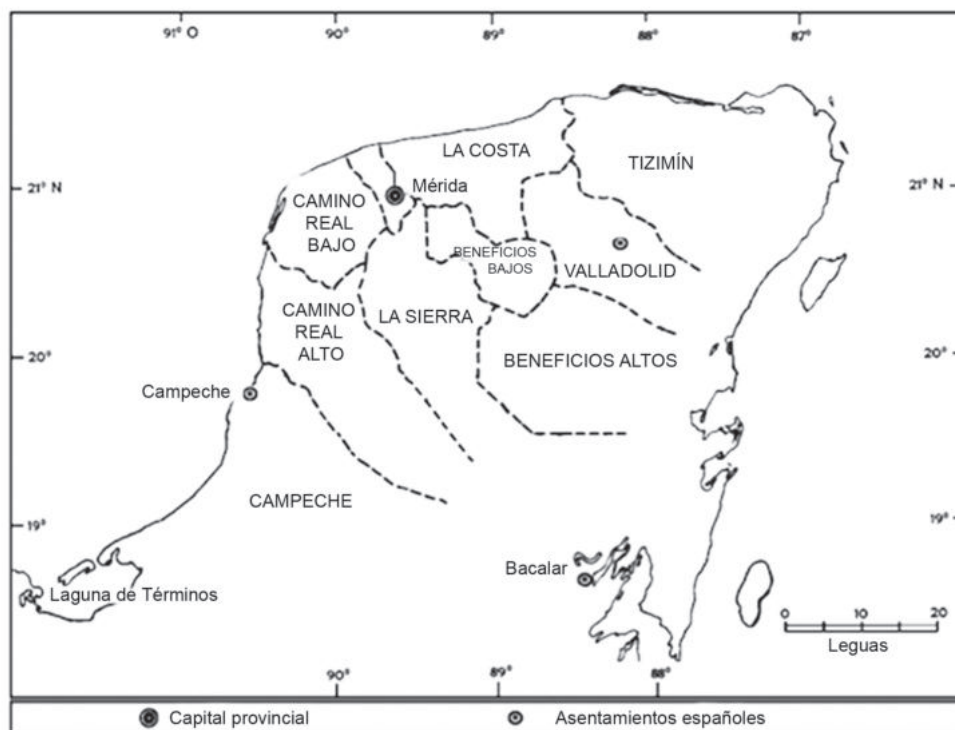 91° O 90° 89° 88° 87°
LA COSTA
TIZIMÍN
21° N
Mérida
21° N
CAMINO
REAL
BAJO
BENEFICIOS
BAJOS
VALLADOLID
CAMINO
REAL
ALTO
LA SIERRA
20°
BENEFICIOS ALTOS
20°
Campeche
CAMPECHE
19°
19°
Bacalar
Laguna de Términos
0 10 20
Leguas
90° 89° 88°
Capital provincial
Asentamientos españoles